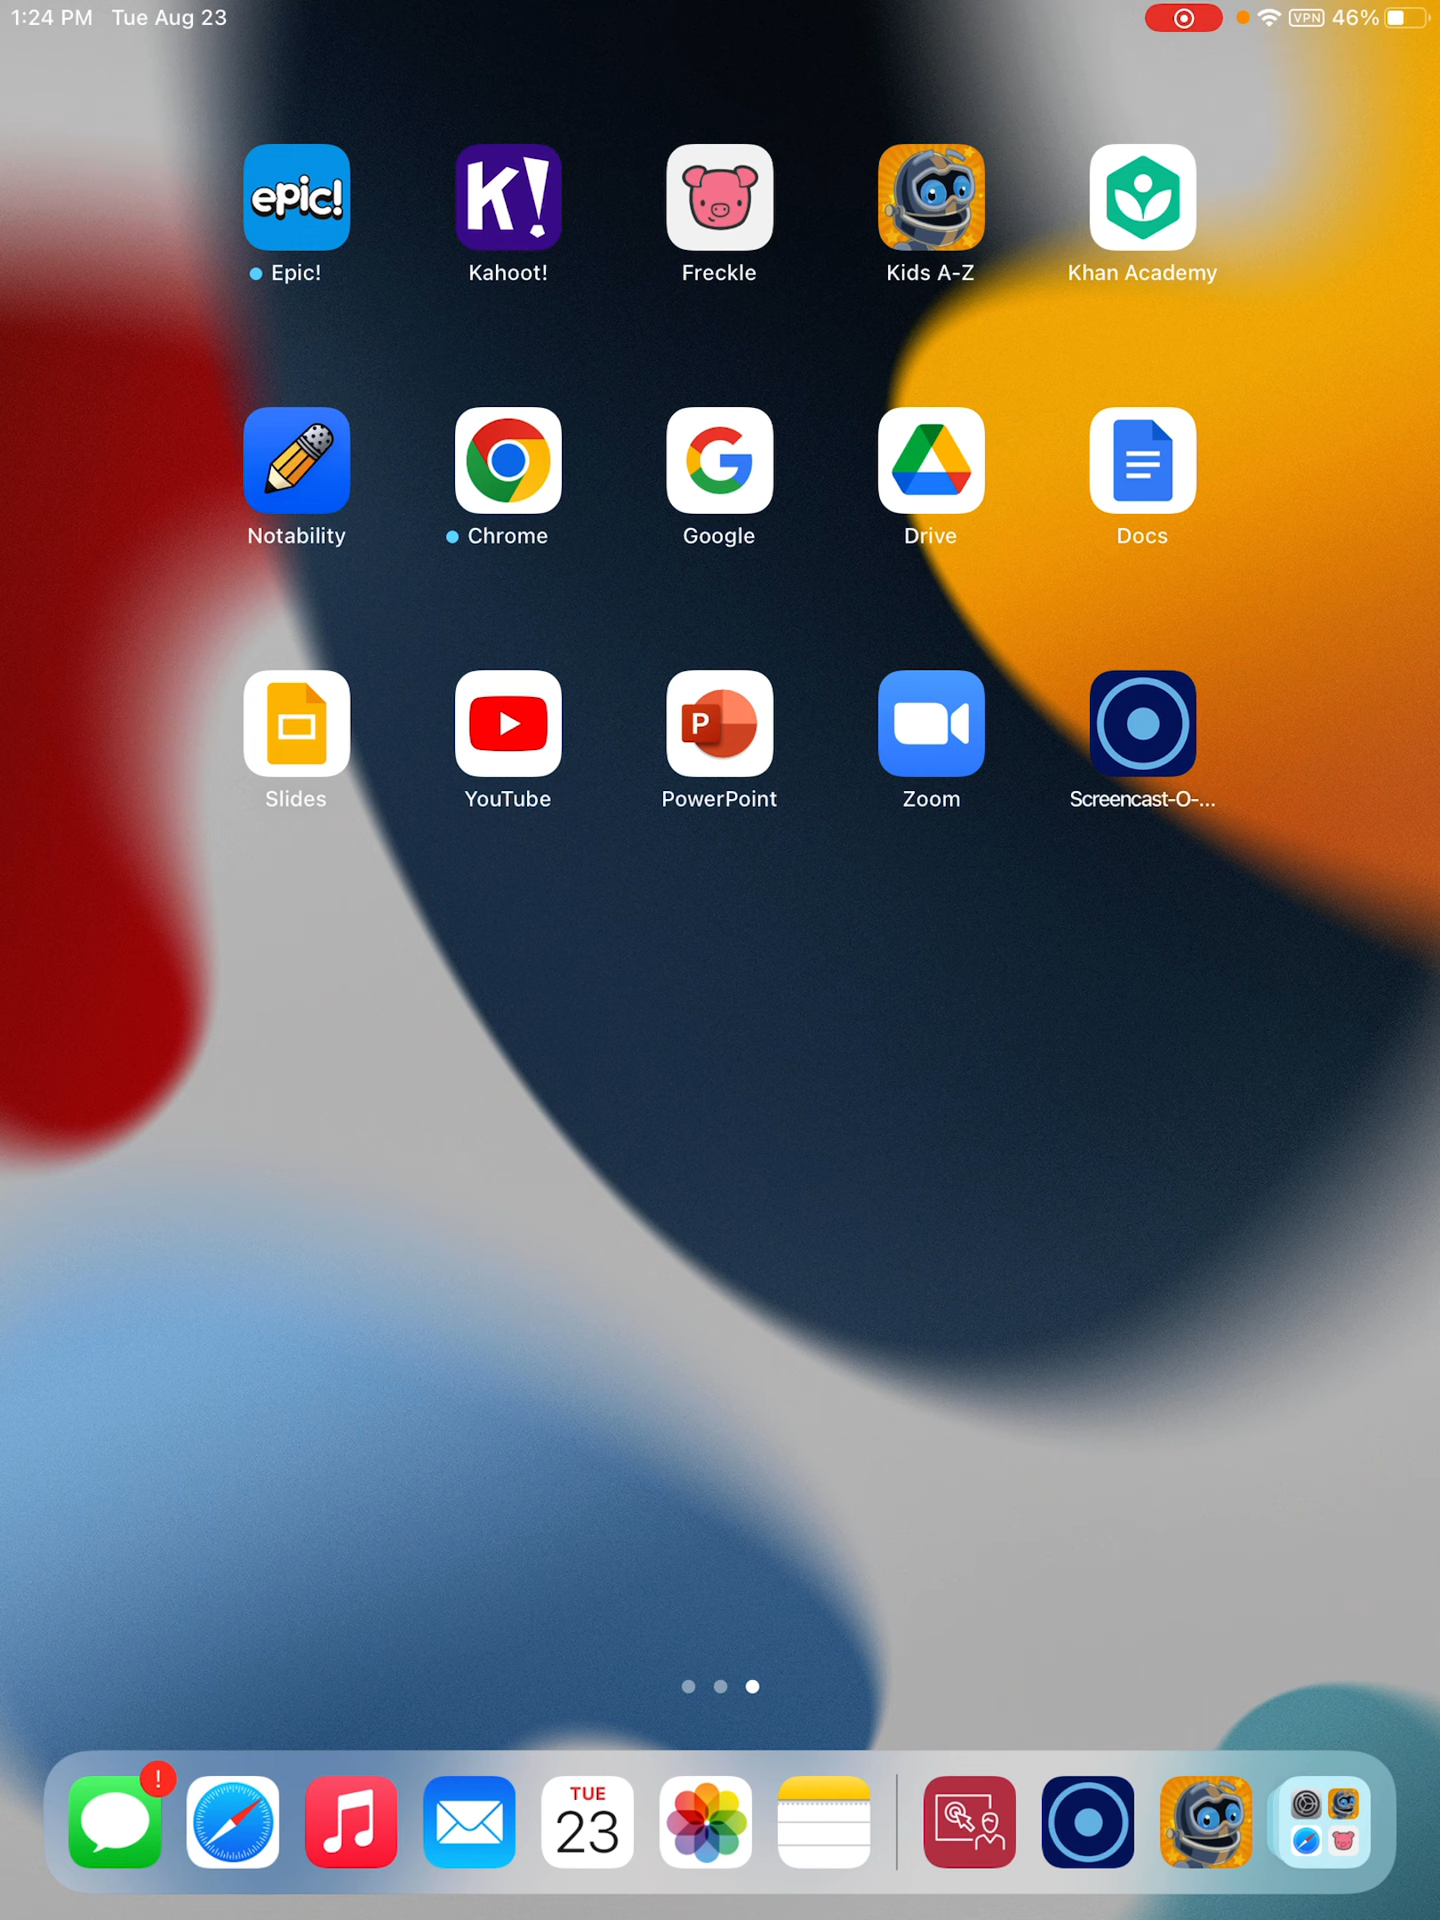 1:24 PM Tue Aug 23
VPN 46%
epic!
K!
Epic!
Kahoot!
Freckle
Kids A-Z
Khan Academy
G
Notability
Chrome
Google
Drive
Docs
P
Slides
YouTube
PowerPoint
Zoom
Screencast-O-...
!
TUE
23